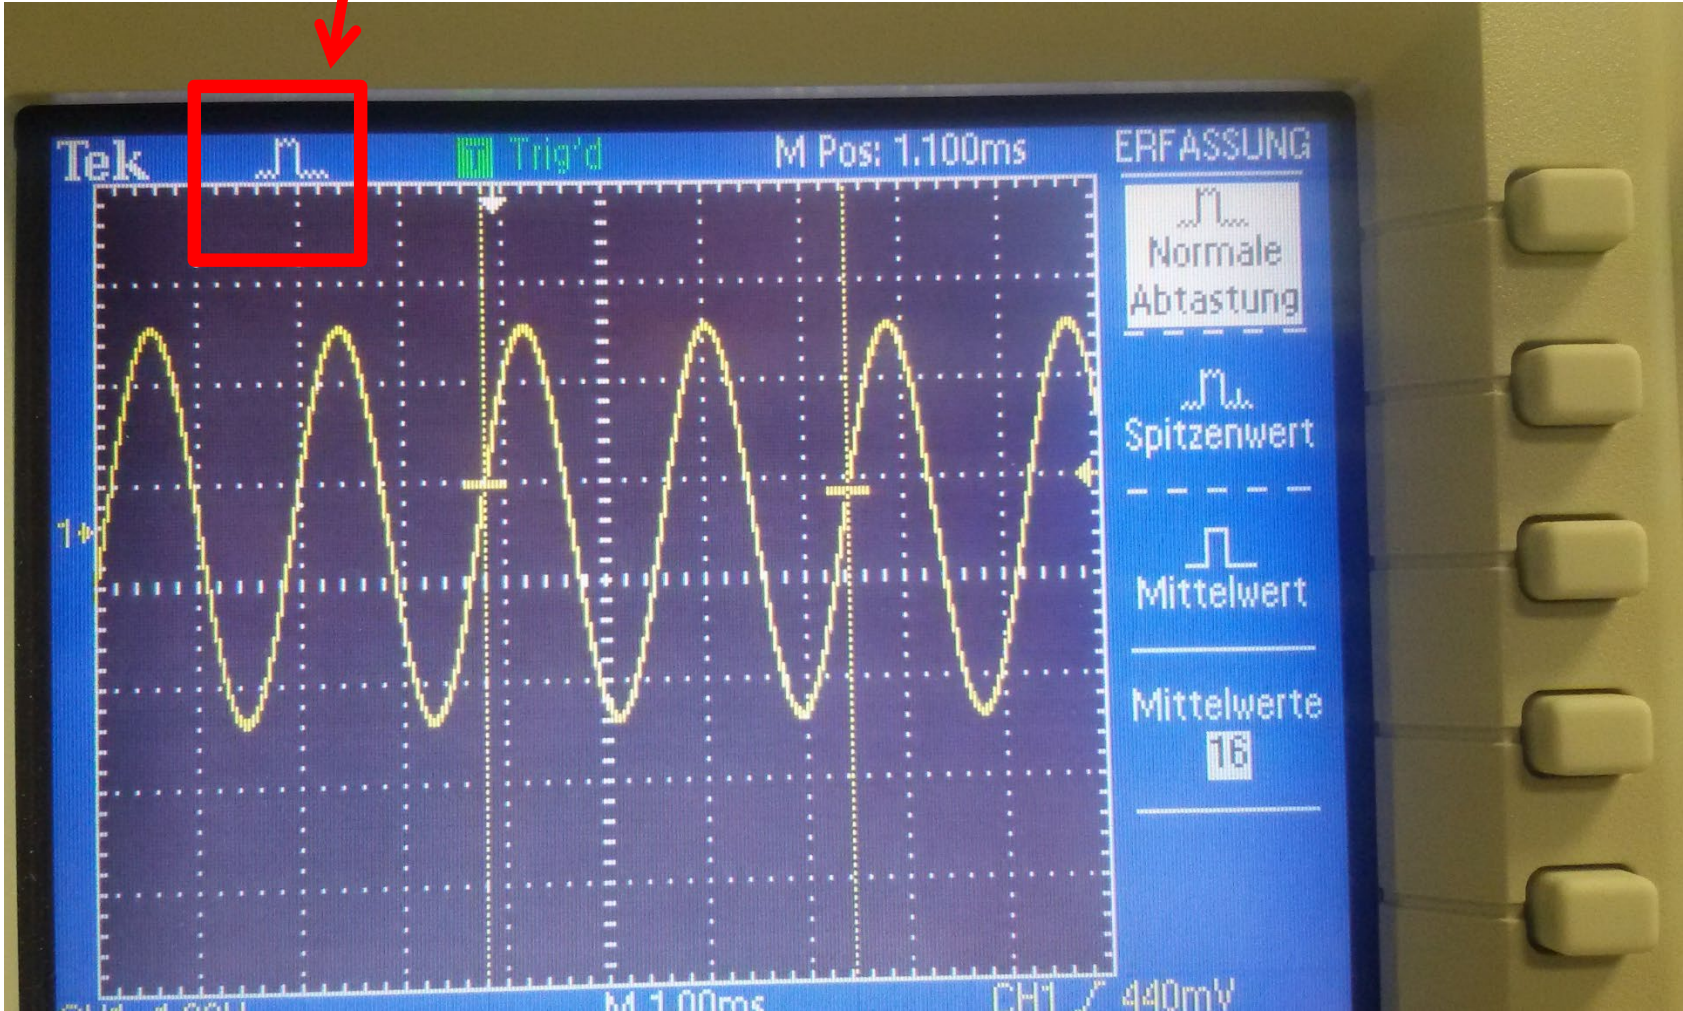 Tek Trig'd M Pos: 1.100ms ERFASSUNG
Normale
Abtastung
Spitzenwert
1
Mittelwert
Mittelwerte
16
M 1.00ms CH1 440mV